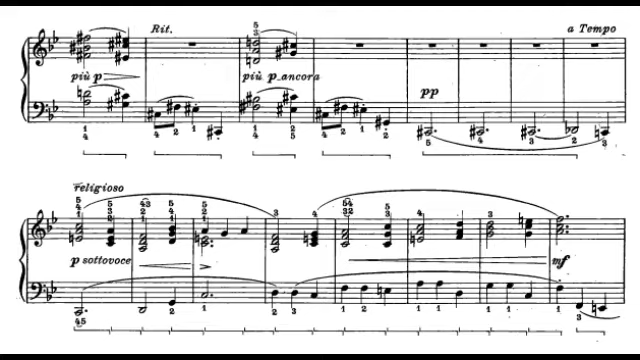 Rit. a Tempo
più p più p ancora
pp
religioso
p sottovoce mf